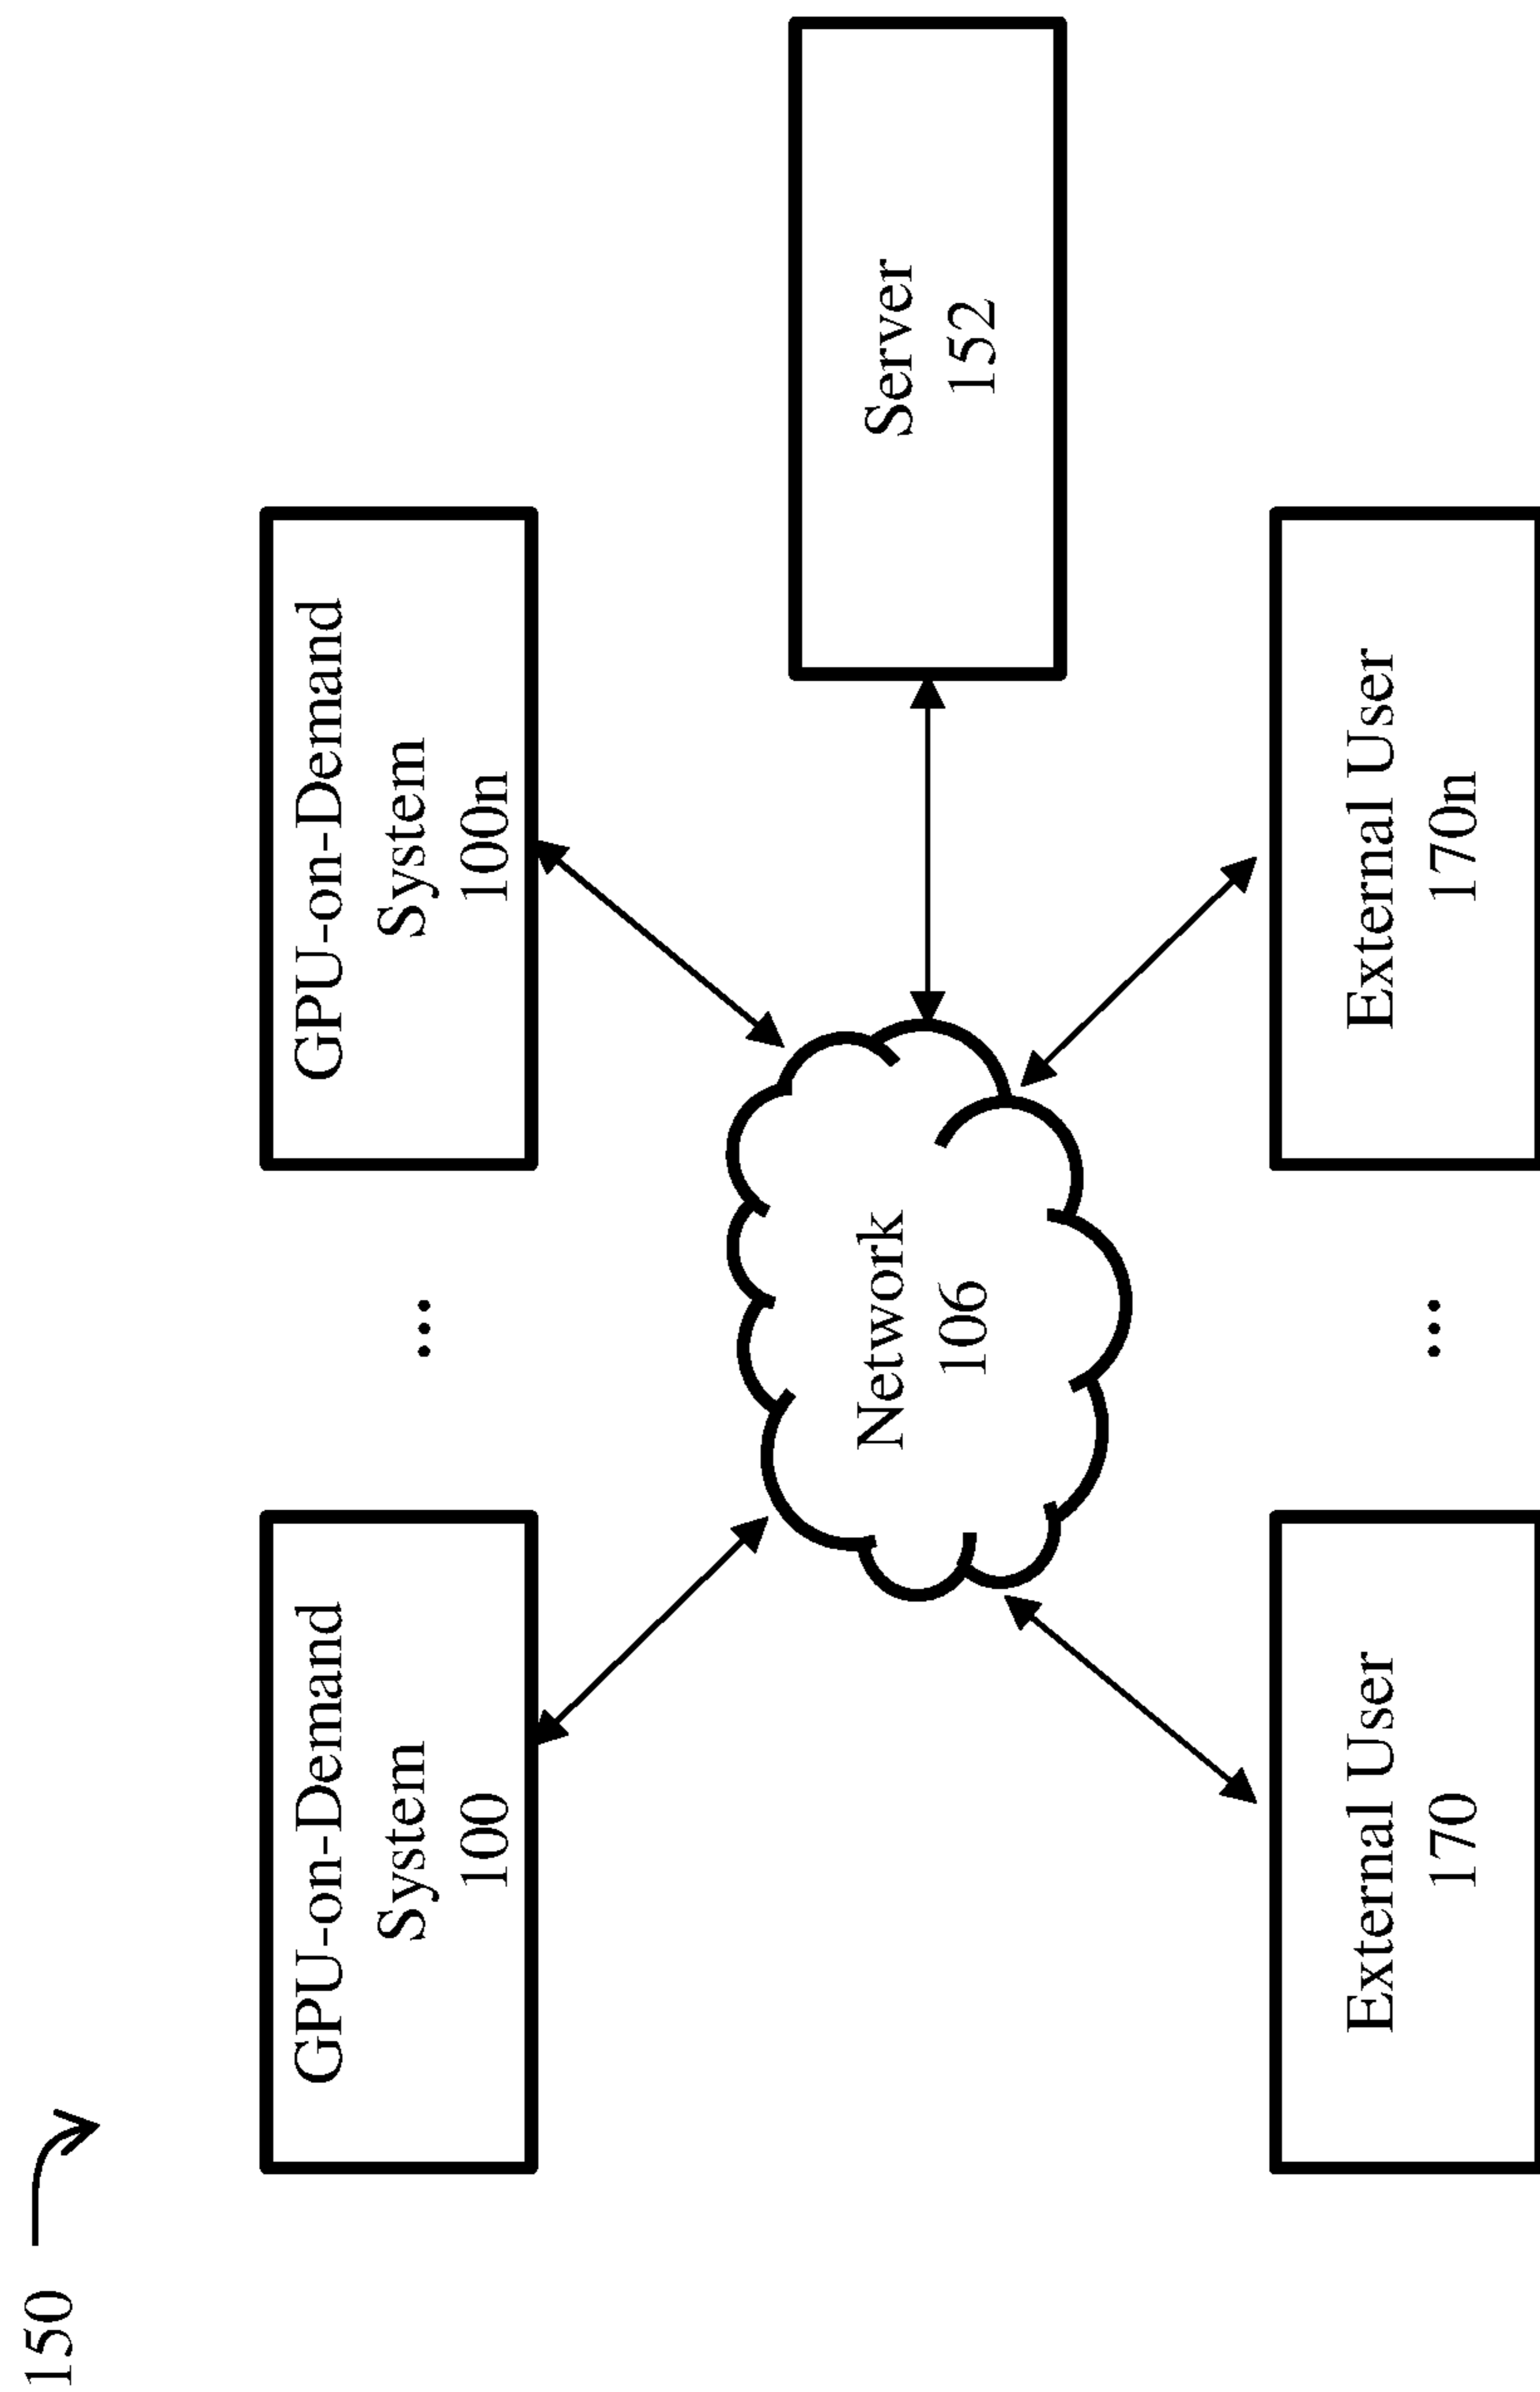 150
GPU-on-Demand
System
100
...
GPU-on-Demand
System
100n
Network
106
Server
152
External User
170
...
External User
170n